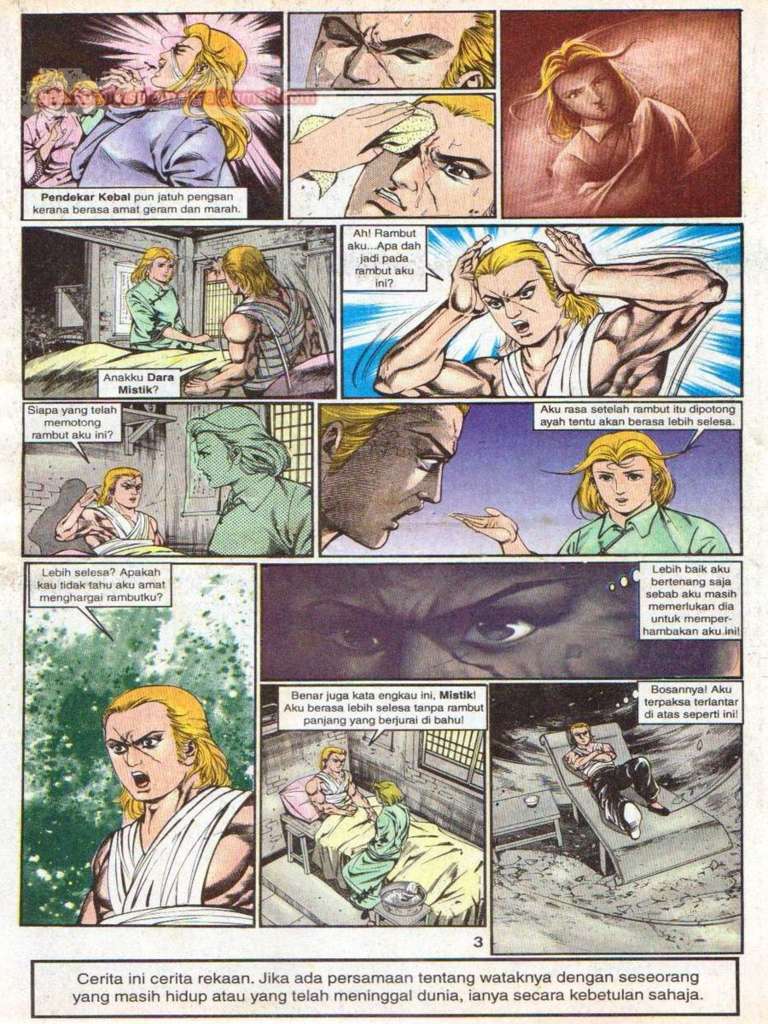 Pendekar Kebal pun jatuh pengsan
kerana berasa amat geram dan marah.
Ah! Rambut
aku...Apa dah
jadi pada
rambut aku
ini?
Anakku Dara
Mistik?
Siapa yang telah
memotong
rambut aku ini?
Aku rasa setelah rambut itu dipotong
ayah tentu akan berasa lebih selesa.
Lebih selesa? Apakah
kau tidak tahu aku amat
menghargai rambutku?
Lebih baik aku
bertenang saja
sebab aku masih
memerlukan dia
untuk memper-
hambakan aku ini!
Benar juga kata engkau ini, Mistik!
Aku berasa lebih selesa tanpa rambut
panjang yang berjurai di bahu!
Bosannya! Aku
terpaksa terlantar
di atas seperti ini!
3
Cerita ini cerita rekaan. Jika ada persamaan tentang wataknya dengan seseorang
yang masih hidup atau yang telah meninggal dunia, ianya secara kebetulan sahaja.